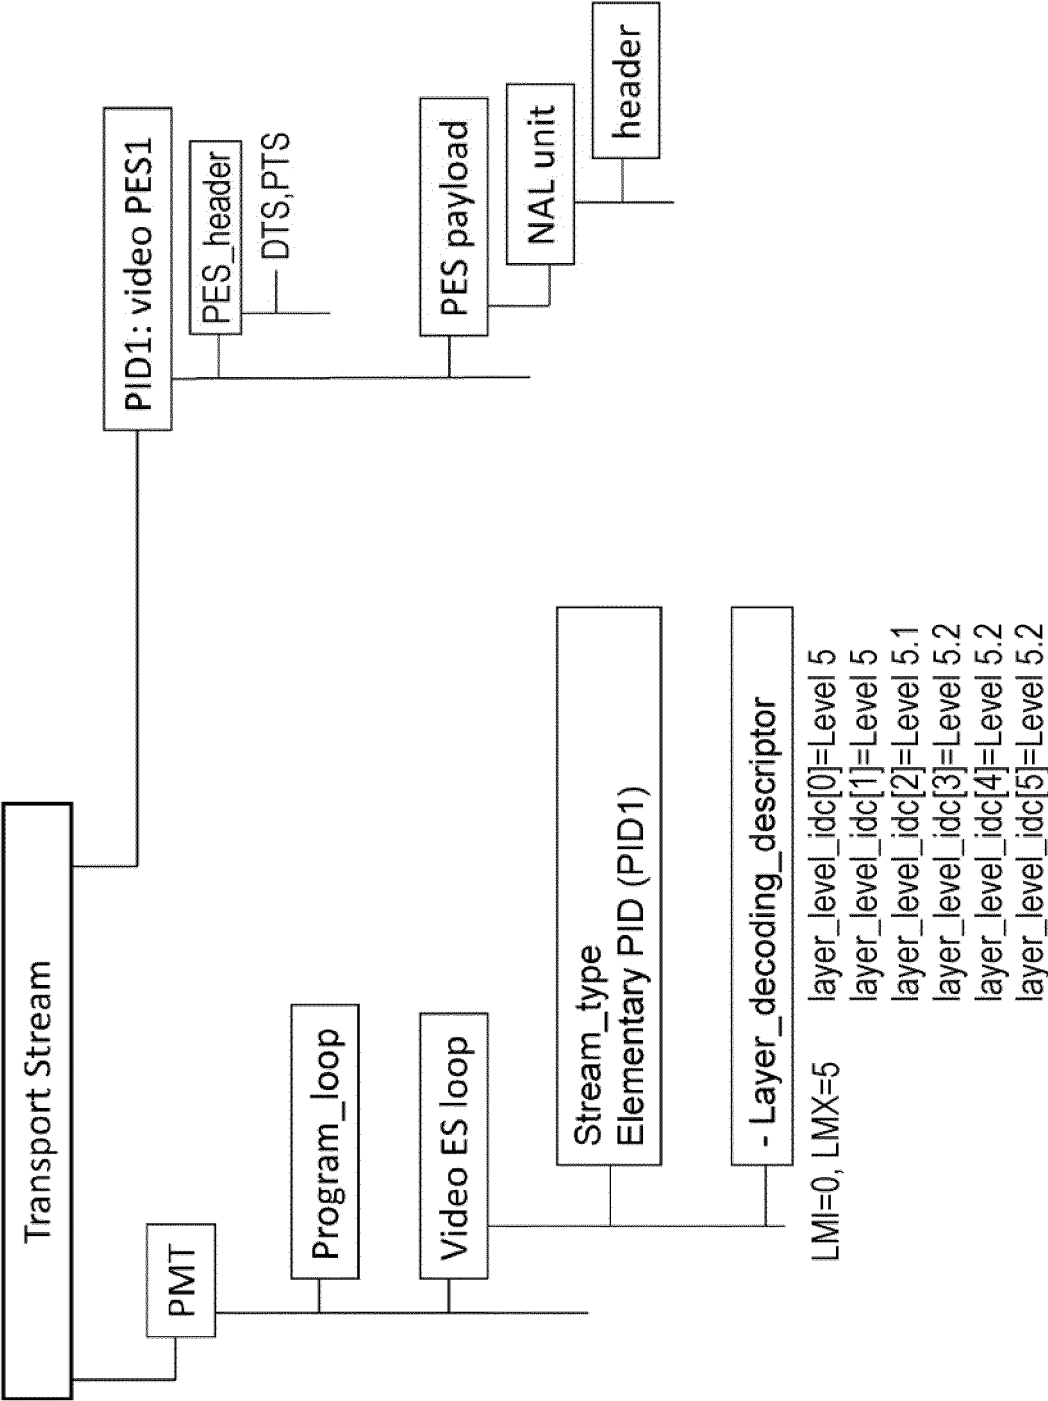 Transport Stream
PMT
Program_loop
Video ES loop
Stream_type
Elementary PID (PID1)
- Layer_decoding_descriptor
LMI=0, LMX=5
layer_level_idc[0]=Level 5
layer_level_idc[1]=Level 5
layer_level_idc[2]=Level 5.1
layer_level_idc[3]=Level 5.2
layer_level_idc[4]=Level 5.2
layer_level_idc[5]=Level 5.2
PID1: video PES1
PES_header
DTS,PTS
PES payload
NAL unit
header